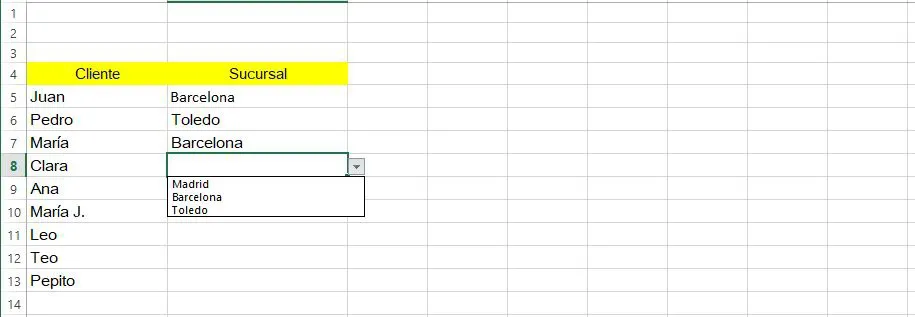 1
2
3
4 Cliente Sucursal
5 Juan Barcelona
6 Pedro Toledo
7 María Barcelona
8 Clara
Madrid
9 Ana
Barcelona
10 María J.
Toledo
11 Leo
12 Teo
13 Pepito
14